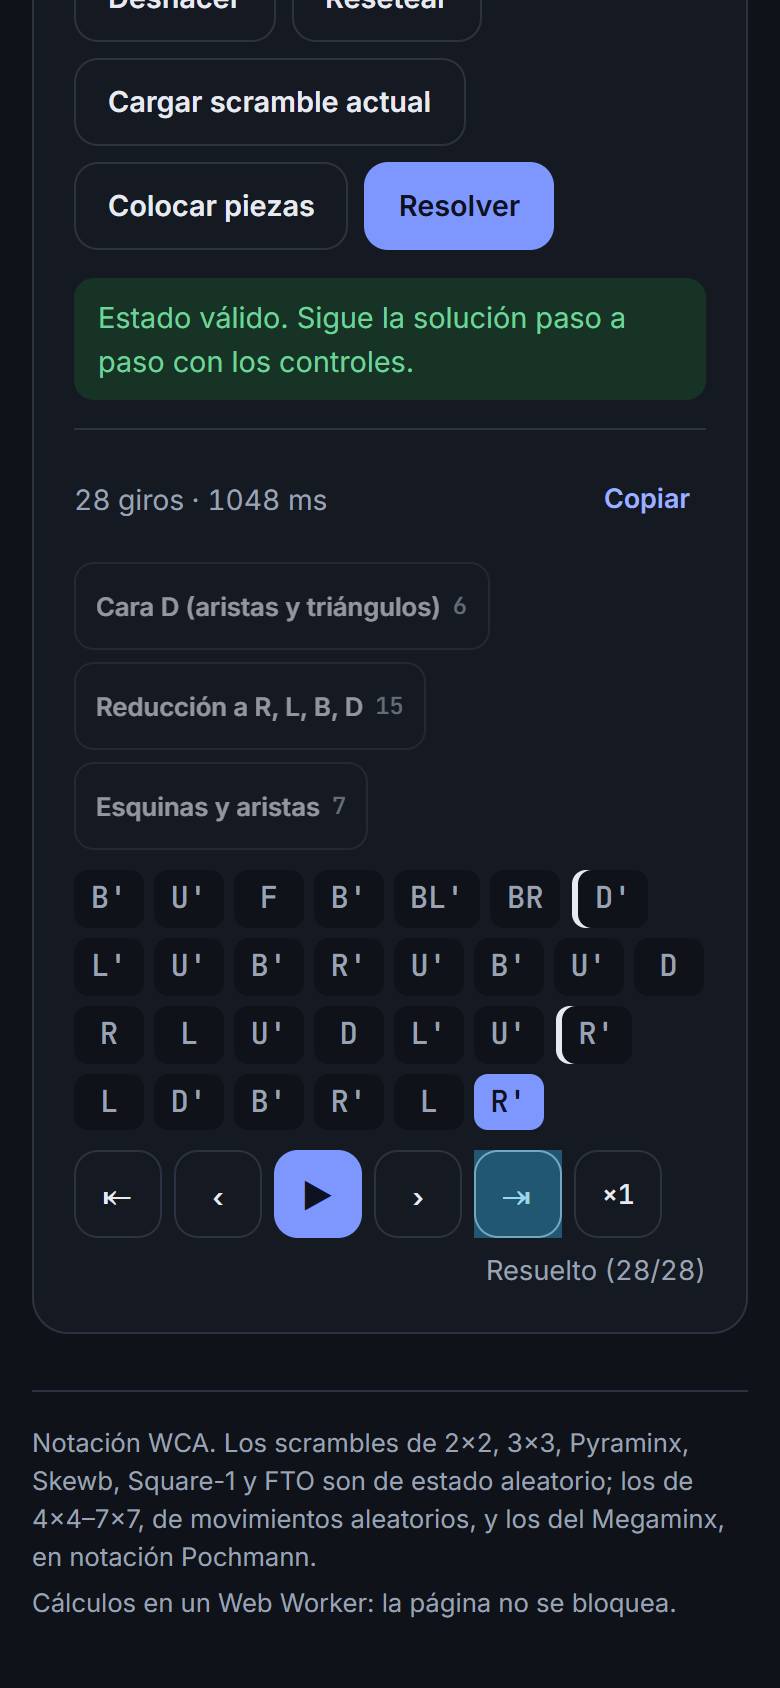 Deshacer Resetear
Cargar scramble actual
Colocar piezas Resolver
Estado válido. Sigue la solución paso a
paso con los controles.
28 giros · 1048 ms Copiar
Cara D (aristas y triángulos) 6
Reducción a R, L, B, D 15
Esquinas y aristas 7
B' U' F B' BL' BR D'
L' U' B' R' U' B' U' D
R L U' D L' U' R'
L D' B' R' L R'
⇤ ‹ ▶ › ⇥ ×1
Resuelto (28/28)
Notación WCA. Los scrambles de 2×2, 3×3, Pyraminx,
Skewb, Square-1 y FTO son de estado aleatorio; los de
4×4–7×7, de movimientos aleatorios, y los del Megaminx,
en notación Pochmann.
Cálculos en un Web Worker: la página no se bloquea.